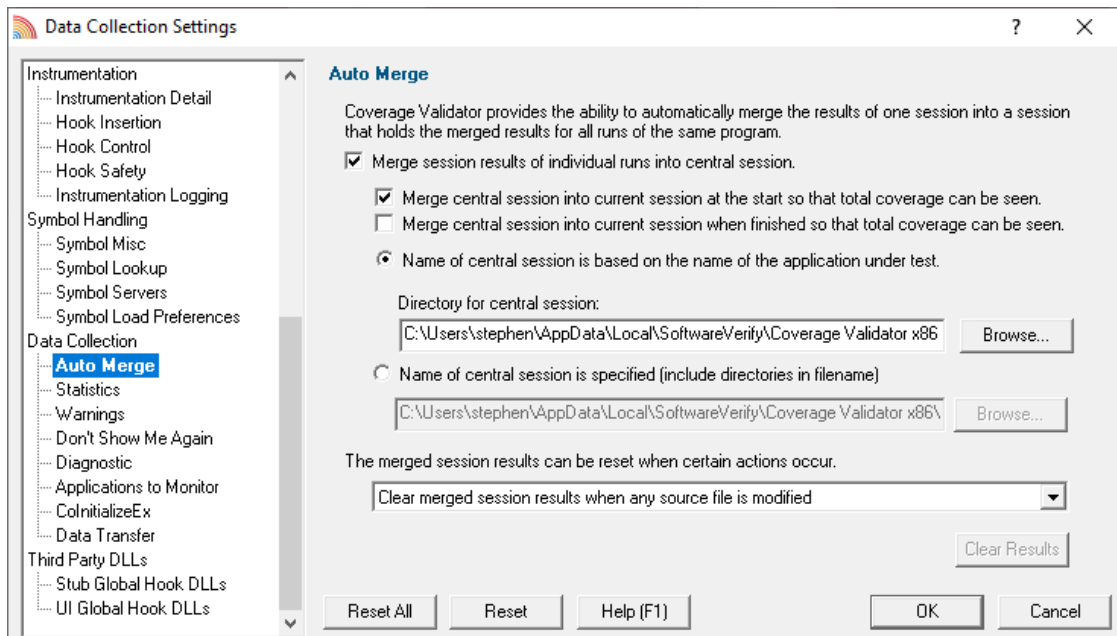 Data Collection Settings
?
Instrumentation
Instrumentation Detail
Hook Insertion
Hook Control
Hook Safety
Instrumentation Logging
Symbol Handling
Symbol Misc
Symbol Lookup
Symbol Servers
Symbol Load Preferences
Data Collection
Auto Merge
Statistics
Warnings
Don't Show Me Again
Diagnostic
Applications to Monitor
CoInitializeEx
Data Transfer
Third Party DLLs
Stub Global Hook DLLs
UI Global Hook DLLs
Auto Merge
Coverage Validator provides the ability to automatically merge the results of one session into a session
that holds the merged results for all runs of the same program.
Merge session results of individual runs into central session.
Merge central session into current session at the start so that total coverage can be seen.
Merge central session into current session when finished so that total coverage can be seen.
Name of central session is based on the name of the application under test.
Directory for central session:
C:\Users\stephen\AppData\Local\SoftwareVerify\Coverage Validator x86
Browse...
Name of central session is specified (include directories in filename)
C:\Users\stephen\AppData\Local\SoftwareVerify\Coverage Validator x86\
Browse...
The merged session results can be reset when certain actions occur.
Clear merged session results when any source file is modified
Clear Results
Reset All
Reset
Help (F1)
OK
Cancel